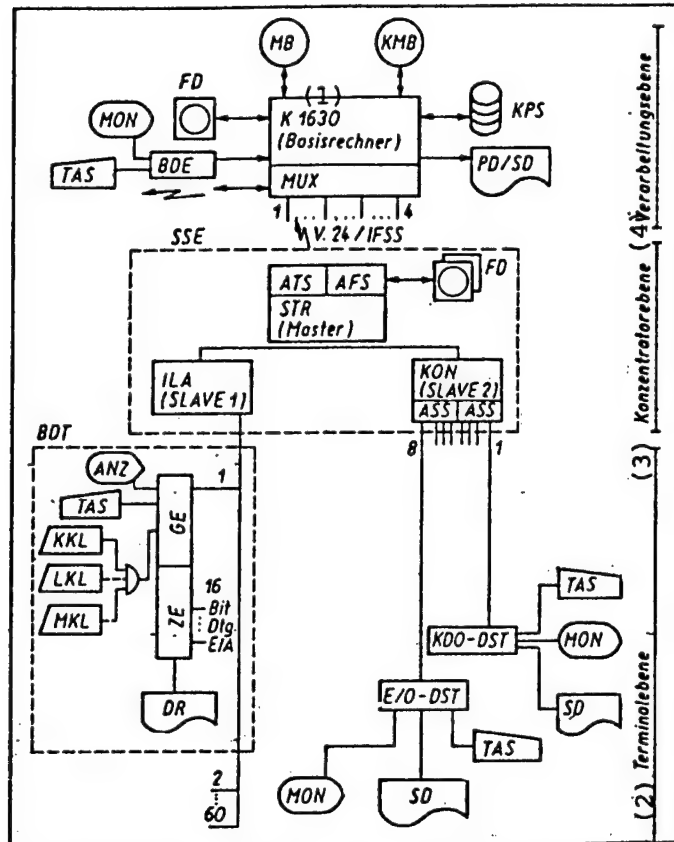 MB
KMB
FD
(1)
K 1630
(Basisrechner)
MUX
MON
BDE
TAS
KPS
PD/SD
1
4
V. 24 / IFSS
SSE
ATS
AFS
STR
(Master)
FD
ILA
(SLAVE 1)
KON
(SLAVE 2)
ASS
ASS
8
1
BDT
ANZ
1
TAS
GE
KKL
LKL
MKL
ZE
16
Bit
Dtg.
E/A
DR
2
60
TAS
KDO-DST
MON
SD
E/O-DST
TAS
MON
SD
(4) Verarbeitungsebene
Konzentratorebene
(3)
(2) Terminalebene